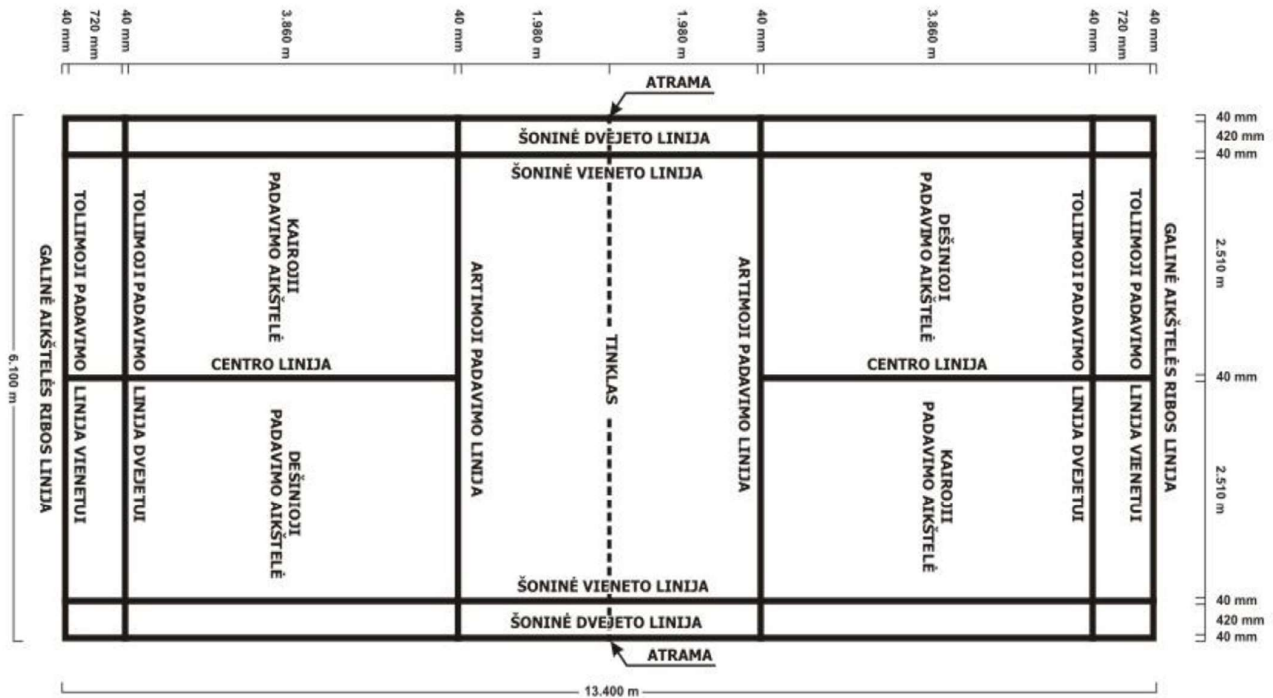 40 mm
720 mm
40 mm
3.860 m
40 mm
1.980 m
1.980 m
40 mm
3.860 m
40 mm
720 mm
40 mm
ATRAMA
ŠONINĖ DVEJETO LINIJA
ŠONINĖ VIENETO LINIJA
40 mm
420 mm
40 mm
2.510 m
40 mm
2.510 m
40 mm
420 mm
40 mm
6.100 m
GALINĖ AIKŠTELĖS RIBOS LINIJA
TOLIIMOJI PADAVIMO LINIJA VIENETUI
TOLIIMOJI PADAVIMO LINIJA DVEJETUI
KAIROJII
PADAVIMO AIKŠTELĖ
CENTRO LINIJA
DEŠINIOJI
PADAVIMO AIKŠTELĖ
ARTIMOJI PADAVIMO LINIJA
TINKLAS
ARTIMOJI PADAVIMO LINIJA
DEŠINIOJI
PADAVIMO AIKŠTELĖ
CENTRO LINIJA
KAIROJII
PADAVIMO AIKŠTELĖ
TOLIIMOJI PADAVIMO LINIJA DVEJETUI
TOLIIMOJI PADAVIMO LINIJA VIENETUI
GALINĖ AIKŠTELĖS RIBOS LINIJA
ŠONINĖ VIENETO LINIJA
ŠONINĖ DVEJETO LINIJA
ATRAMA
13.400 m